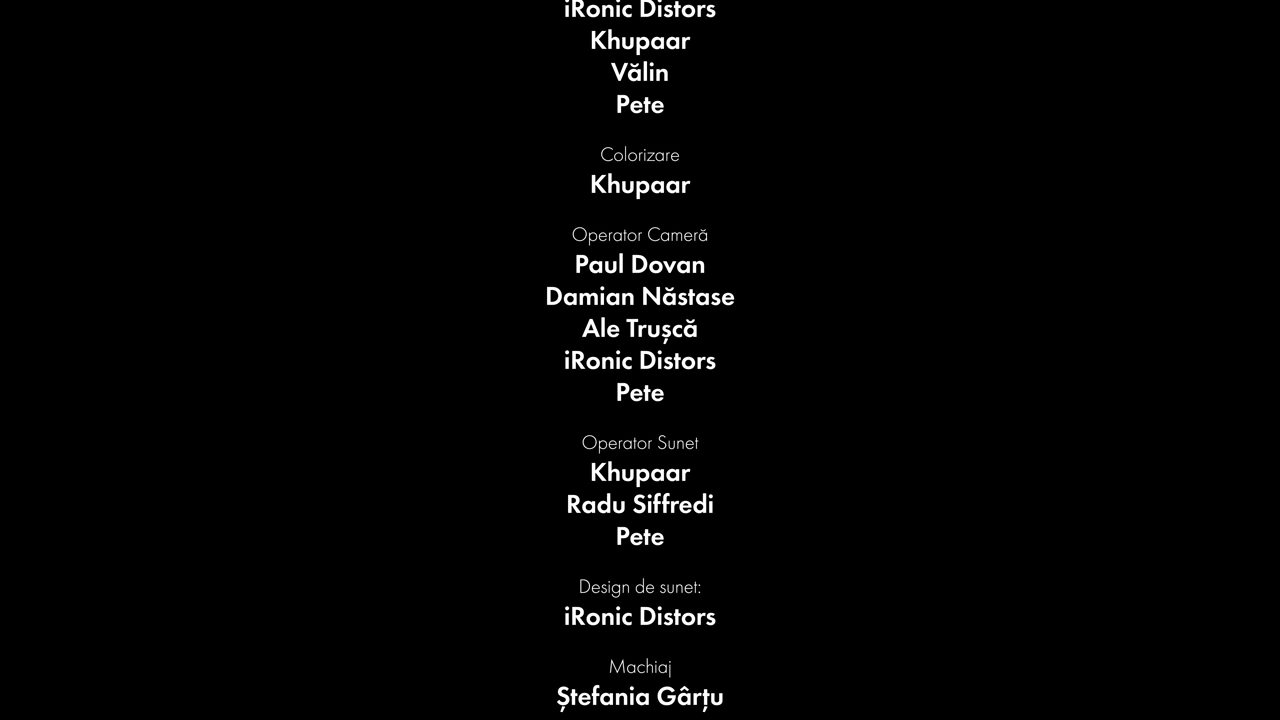 iRonic Distors
Khupaar
Vălin
Pete
Colorizare
Khupaar
Operator Cameră
Paul Dovan
Damian Năstase
Ale Trușcă
iRonic Distors
Pete
Operator Sunet
Khupaar
Radu Siffredi
Pete
Design de sunet:
iRonic Distors
Machiaj
Ștefania Gârțu